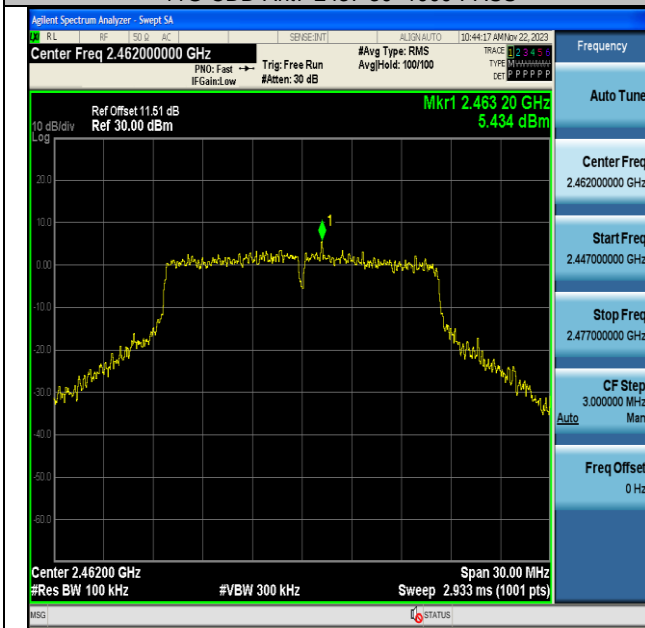 Agilent Spectrum Analyzer - Swept SA
LXI RL RF 50 Ω AC SENSE:INT ALIGN AUTO 10:44:17 AM Nov 22, 2023
Center Freq 2.462000000 GHz
PNO: Fast
IFGain:Low
Trig: Free Run
#Atten: 30 dB
#Avg Type: RMS
Avg|Hold: 100/100
TRACE 1 2 3 4 5 6
TYPE M
DET P P P P P P
Frequency
Ref Offset 11.51 dB
10 dB/div Ref 30.00 dBm
Log
Mkr1 2.463 20 GHz
5.434 dBm
20.0
10.0
0.00
-10.0
-20.0
-30.0
-40.0
-50.0
-60.0
1
Center 2.46200 GHz
Span 30.00 MHz
#Res BW 100 kHz
#VBW 300 kHz
Sweep 2.933 ms (1001 pts)
MSG
STATUS
Auto Tune
Center Freq
2.462000000 GHz
Start Freq
2.447000000 GHz
Stop Freq
2.477000000 GHz
CF Step
3.000000 MHz
Auto Man
Freq Offset
0 Hz